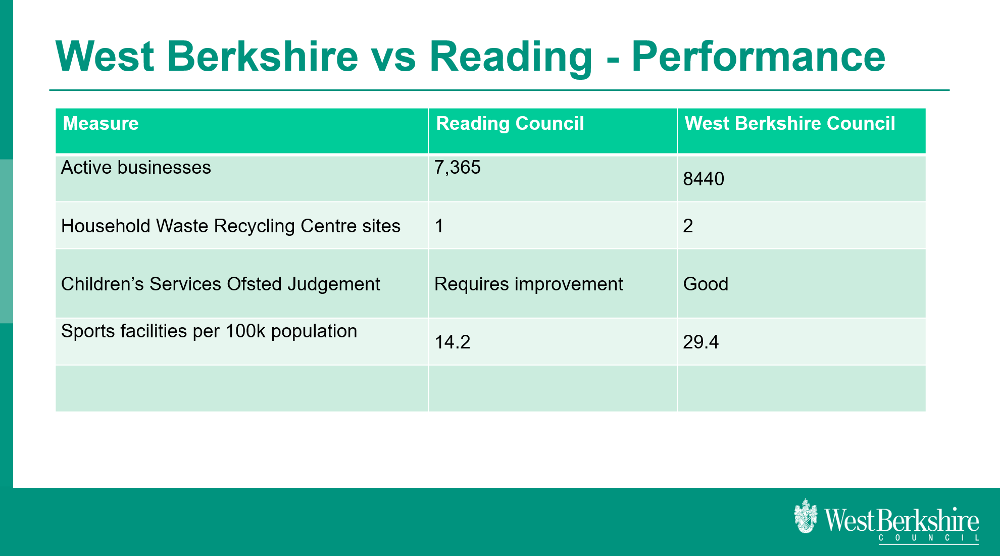 West Berkshire vs Reading - Performance
Measure Reading Council West Berkshire Council
Active businesses 7,365 8440
Household Waste Recycling Centre sites 1 2
Children’s Services Ofsted Judgement Requires improvement Good
Sports facilities per 100k population 14.2 29.4
West Berkshire
COUNCIL